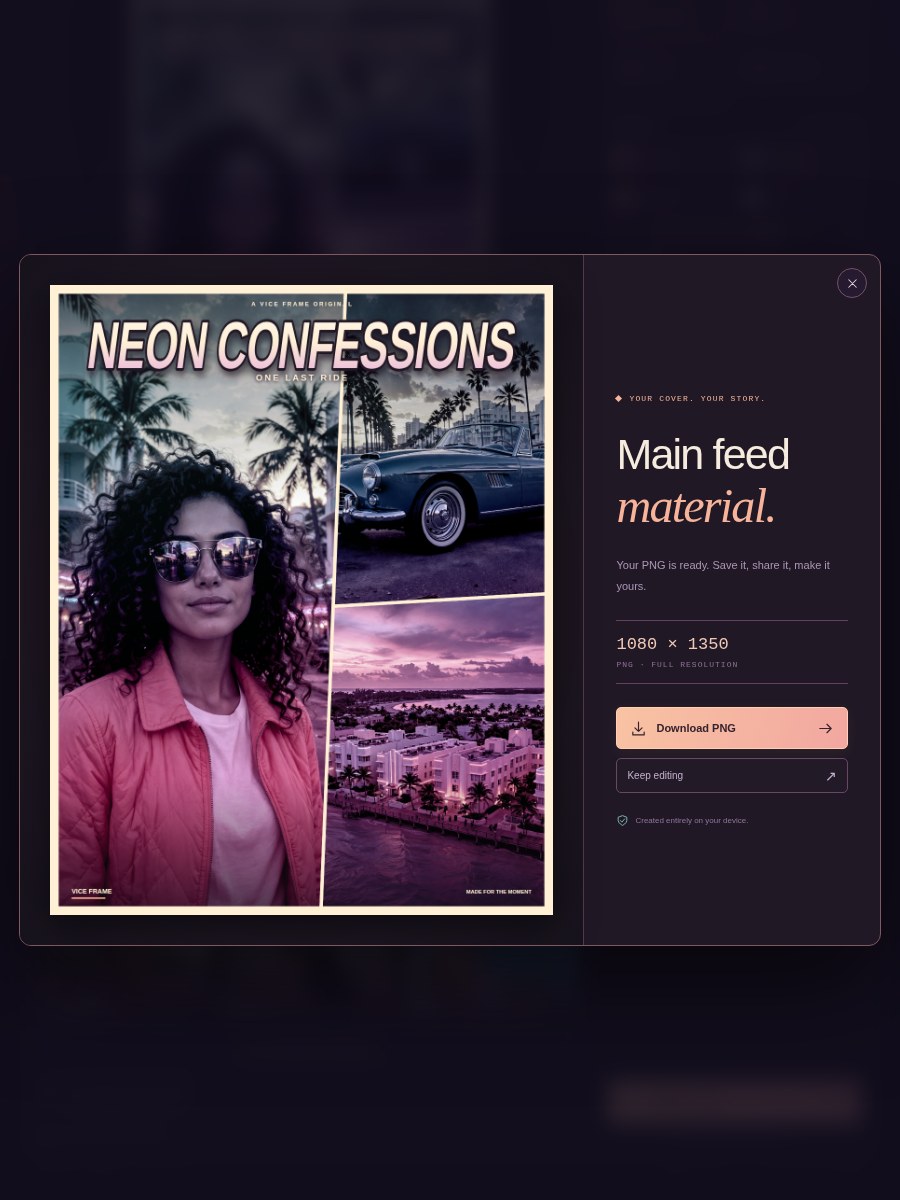 A VICE FRAME ORIGINAL
NEON CONFESSIONS
ONE LAST RIDE
VICE FRAME
MADE FOR THE MOMENT
YOUR COVER. YOUR STORY.
Main feed
material.
Your PNG is ready. Save it, share it, make it
yours.
1080 × 1350
PNG · FULL RESOLUTION
Download PNG
Keep editing
Created entirely on your device.